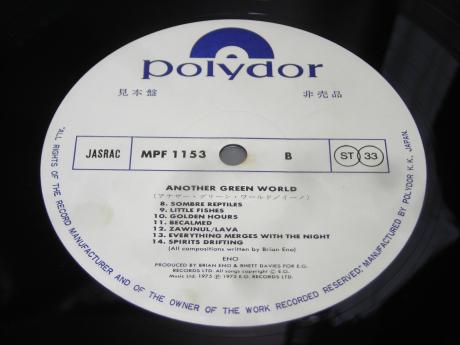 polydor
見本盤 非売品
JASRAC MPF 1153 B ST 33
ANOTHER GREEN WORLD
(アナザー・グリーン・ワールド/イーノ)
8. SOMBRE REPTILES
9. LITTLE FISHES
10. GOLDEN HOURS
11. BECALMED
12. ZAWINUL/LAVA
13. EVERYTHING MERGES WITH THE NIGHT
14. SPIRITS DRIFTING
(All compositions written by Brian Eno)
ENO
PRODUCED BY BRIAN ENO & RHETT DAVIES FOR E.G.
RECORDS LTD. All songs copyright © E.G.
Music Ltd. 1975 ℗ 1975 E.G. RECORDS LTD.
"ALL RIGHTS OF THE RECORD MANUFACTURER AND OF THE OWNER OF THE WORK RECORDED RESERVED." MANUFACTURED BY POLYDOR K.K., JAPAN.